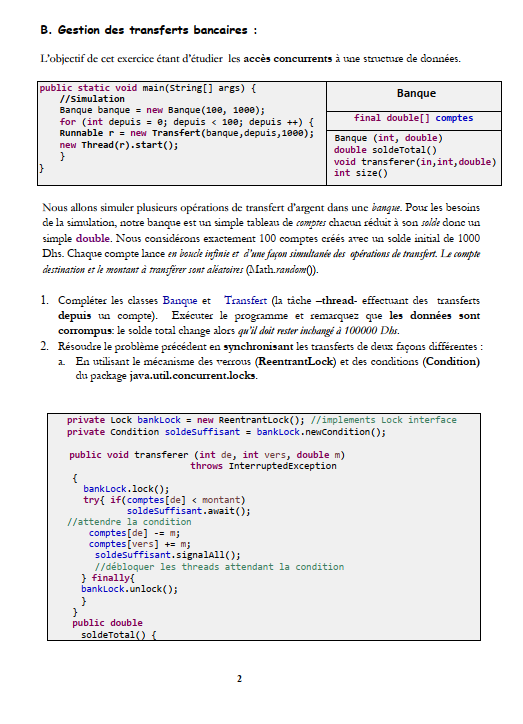 B. Gestion des transferts bancaires :
L'objectif de cet exercice étant d'étudier les accès concurrents à une structure de données.
public static void main(String[] args) {
//Simulation
Banque banque = new Banque(100, 1000);
for (int depuis = 0; depuis < 100; depuis ++) {
Runnable r = new Transfert(banque,depuis,1000);
new Thread(r).start();
}
}
Banque
final double[] comptes
Banque (int, double)
double soldeTotal()
void transferer(in,int,double)
int size()
Nous allons simuler plusieurs opérations de transfert d'argent dans une banque. Pour les besoins
de la simulation, notre banque est un simple tableau de comptes chacun réduit à son solde donc un
simple double. Nous considérons exactement 100 comptes créés avec un solde initial de 1000
Dhs. Chaque compte lance en boucle infinie et d'une façon simultanée des opérations de transfert. Le compte
destination et le montant à transférer sont aléatoires (Math.random()).
1. Compléter les classes Banque et Transfert (la tâche –thread- effectuant des transferts
depuis un compte). Exécuter le programme et remarquez que les données sont
corrompus: le solde total change alors qu'il doit rester inchangé à 100000 Dhs.
2. Résoudre le problème précédent en synchronisant les transferts de deux façons différentes :
a. En utilisant le mécanisme des verrous (ReentrantLock) et des conditions (Condition)
du package java.util.concurrent.locks.
private Lock bankLock = new ReentrantLock(); //implements Lock interface
private Condition soldeSuffisant = bankLock.newCondition();
public void transferer (int de, int vers, double m)
throws InterruptedException
{
bankLock.lock();
try{ if(comptes[de] < montant)
soldeSuffisant.await();
//attendre la condition
comptes[de] -= m;
comptes[vers] += m;
soldeSuffisant.signalAll();
//débloquer les threads attendant la condition
} finally{
bankLock.unlock();
}
}
public double
soldeTotal() {
2